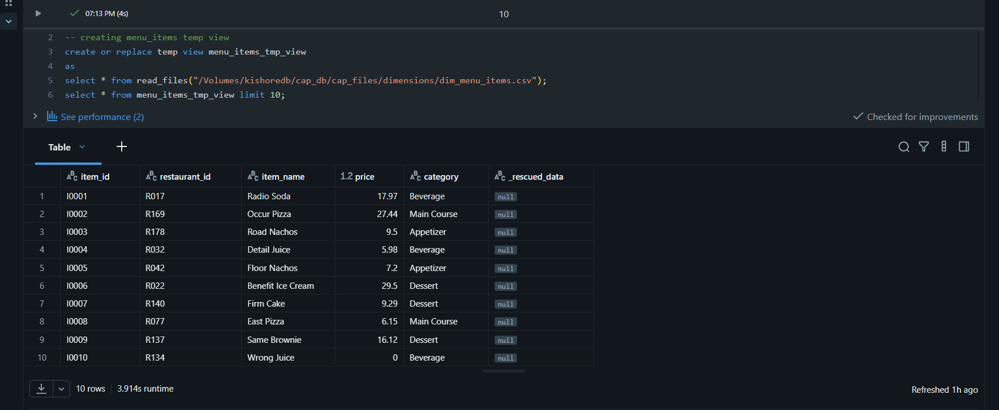 07:13 PM (4s)
10
2 -- creating menu_items temp view
3 create or replace temp view menu_items_tmp_view
4 as
5 select * from read_files("/Volumes/kishoredb/cap_db/cap_files/dimensions/dim_menu_items.csv");
6 select * from menu_items_tmp_view limit 10;
See performance (2)
Checked for improvements
Table
ABC item_id ABC restaurant_id ABC item_name 1.2 price ABC category ABC _rescued_data
1 I0001 R017 Radio Soda 17.97 Beverage null
2 I0002 R169 Occur Pizza 27.44 Main Course null
3 I0003 R178 Road Nachos 9.5 Appetizer null
4 I0004 R032 Detail Juice 5.98 Beverage null
5 I0005 R042 Floor Nachos 7.2 Appetizer null
6 I0006 R022 Benefit Ice Cream 29.5 Dessert null
7 I0007 R140 Firm Cake 9.29 Dessert null
8 I0008 R077 East Pizza 6.15 Main Course null
9 I0009 R137 Same Brownie 16.12 Dessert null
10 I0010 R134 Wrong Juice 0 Beverage null
10 rows 3.914s runtime
Refreshed 1h ago